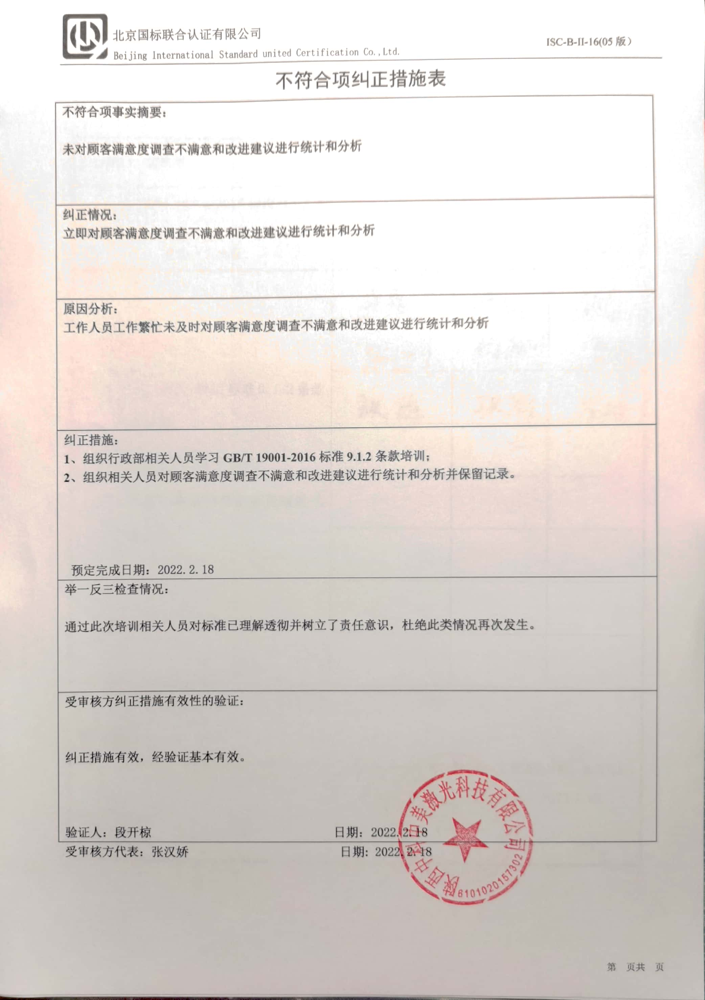 北京国标联合认证有限公司
ISC-B-II-16(05 版)
Beijing International Standard united Certification Co.,Ltd.
不符合项纠正措施表
不符合项事实摘要:
未对顾客满意度调查不满意和改进建议进行统计和分析
纠正情况:
立即对顾客满意度调查不满意和改进建议进行统计和分析
原因分析:
工作人员工作繁忙未及时对顾客满意度调查不满意和改进建议进行统计和分析
纠正措施:
1、组织行政部相关人员学习 GB/T 19001-2016 标准 9.1.2 条款培训;
2、组织相关人员对顾客满意度调查不满意和改进建议进行统计和分析并保留记录。
预定完成日期: 2022.2.18
举一反三检查情况:
通过此次培训相关人员对标准已理解透彻并树立了责任意识，杜绝此类情况再次发生。
受审核方纠正措施有效性的验证:
纠正措施有效，经验证基本有效。
验证人: 段开椋 日期: 2022.2.18
受审核方代表: 张汉娇 日期: 2022.2.18
陕西中科中美激光科技有限公司
6101020157302
第 页共 页